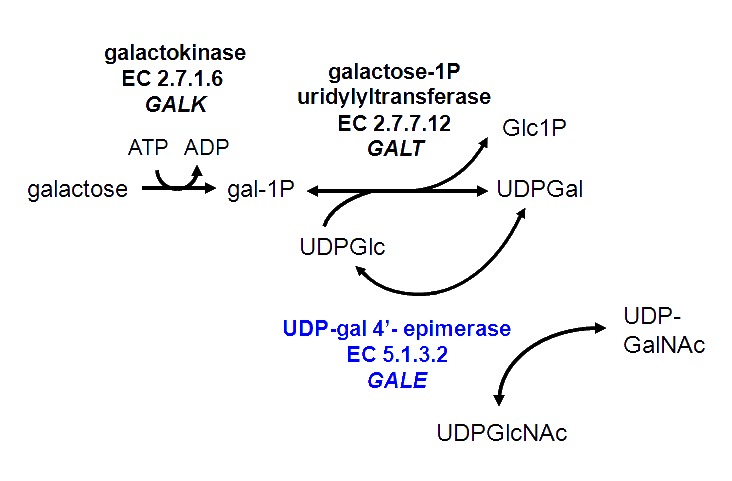 galactokinase
EC 2.7.1.6
GALK
ATP ADP
galactose
gal-1P
galactose-1P
uridylyltransferase
EC 2.7.7.12
GALT
Glc1P
UDPGal
UDPGlc
UDP-gal 4’- epimerase
EC 5.1.3.2
GALE
UDP-
GalNAc
UDPGlcNAc